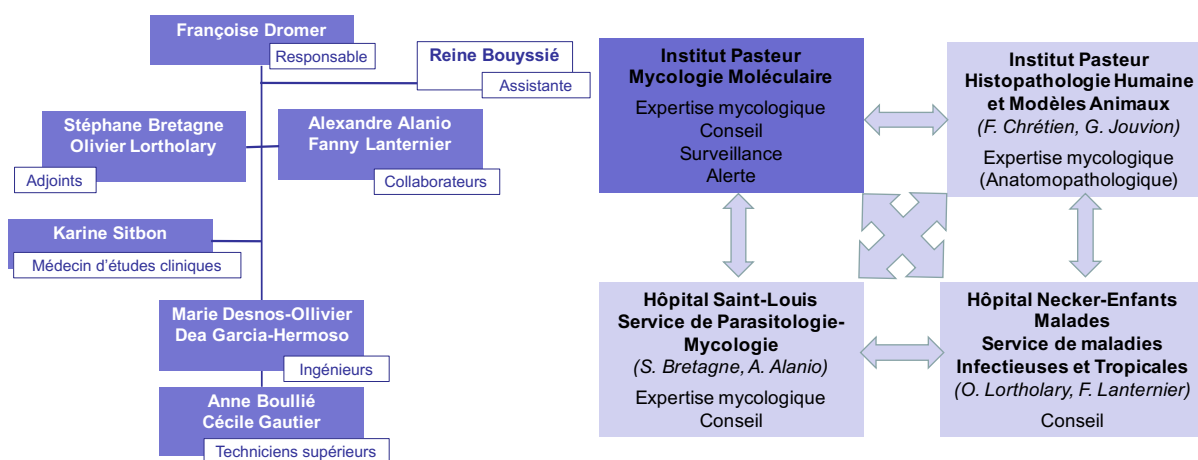 Françoise Dromer
Responsable
Reine Bouyssié
Assistante
Stéphane Bretagne
Olivier Lortholary
Adjoints
Alexandre Alanio
Fanny Lanternier
Collaborateurs
Karine Sitbon
Médecin d'études cliniques
Marie Desnos-Ollivier
Dea Garcia-Hermoso
Ingénieurs
Anne Boullié
Cécile Gautier
Techniciens supérieurs
Institut Pasteur
Mycologie Moléculaire
Expertise mycologique
Conseil
Surveillance
Alerte
Institut Pasteur
Histopathologie Humaine
et Modèles Animaux
(F. Chrétien, G. Jouvion)
Expertise mycologique
(Anatomopathologique)
Hôpital Saint-Louis
Service de Parasitologie-
Mycologie
(S. Bretagne, A. Alanio)
Expertise mycologique
Conseil
Hôpital Necker-Enfants
Malades
Service de maladies
Infectieuses et Tropicales
(O. Lortholary, F. Lanternier)
Conseil